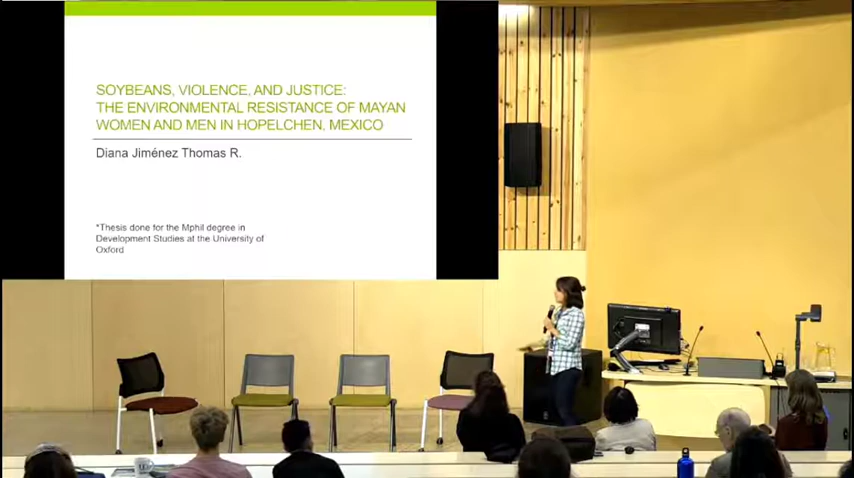 SOYBEANS, VIOLENCE, AND JUSTICE:
THE ENVIRONMENTAL RESISTANCE OF MAYAN
WOMEN AND MEN IN HOPELCHEN, MEXICO
Diana Jiménez Thomas R.
*Thesis done for the Mphil degree in
Development Studies at the University of
Oxford